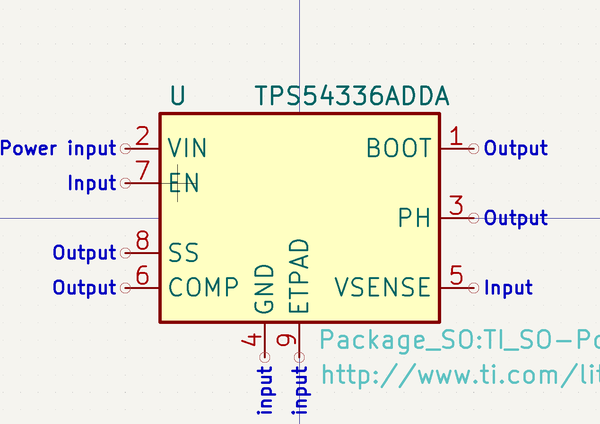 U TPS54336ADDA
Power input 2 VIN BOOT 1 Output
Input 7 EN
PH 3 Output
Output 8 SS
Output 6 COMP VSENSE 5 Input
GND ETPAD
4 9
input input
Package_SO:TI_SO-Po
http://www.ti.com/lit